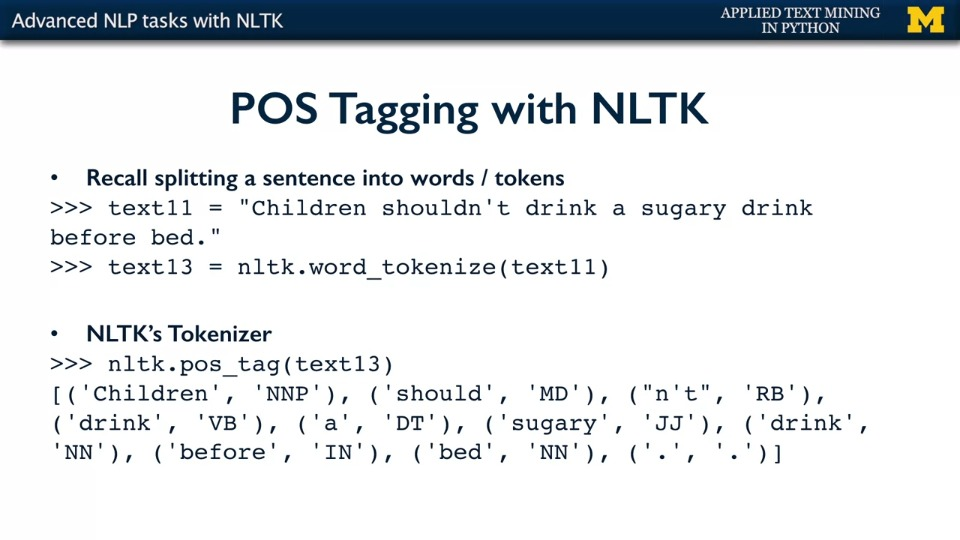 Advanced NLP tasks with NLTK
APPLIED TEXT MINING
IN PYTHON
M
POS Tagging with NLTK
• Recall splitting a sentence into words / tokens
>>> text11 = "Children shouldn't drink a sugary drink
before bed."
>>> text13 = nltk.word_tokenize(text11)
• NLTK’s Tokenizer
>>> nltk.pos_tag(text13)
[('Children', 'NNP'), ('should', 'MD'), ("n't", 'RB'),
('drink', 'VB'), ('a', 'DT'), ('sugary', 'JJ'), ('drink',
'NN'), ('before', 'IN'), ('bed', 'NN'), ('.', '.')]